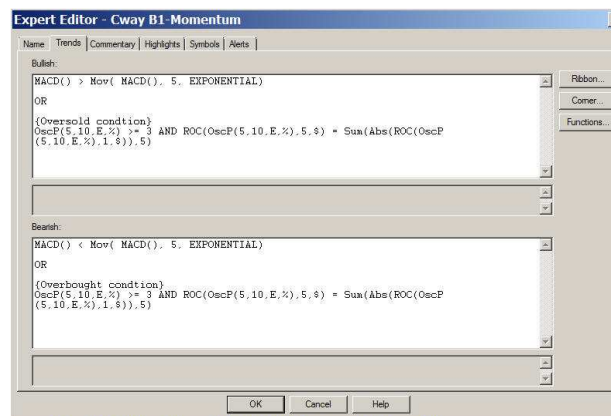 Expert Editor - Cway B1-Momentum
Name Trends Commentary Highlights Symbols Alerts
Bullish:
MACD() > Mov( MACD(), 5, EXPONENTIAL)
OR
{Oversold condtion}
OscP(5,10,E,%) >= 3 AND ROC(OscP(5,10,E,%),5,$) = Sum(Abs(ROC(OscP
(5,10,E,%),1,$)),5)
Ribbon...
Corner...
Functions...
Bearish:
MACD() < Mov( MACD(), 5, EXPONENTIAL)
OR
{Overbought condtion}
OscP(5,10,E,%) >= 3 AND ROC(OscP(5,10,E,%),5,$) = Sum(Abs(ROC(OscP
(5,10,E,%),1,$)),5)
OK Cancel Help